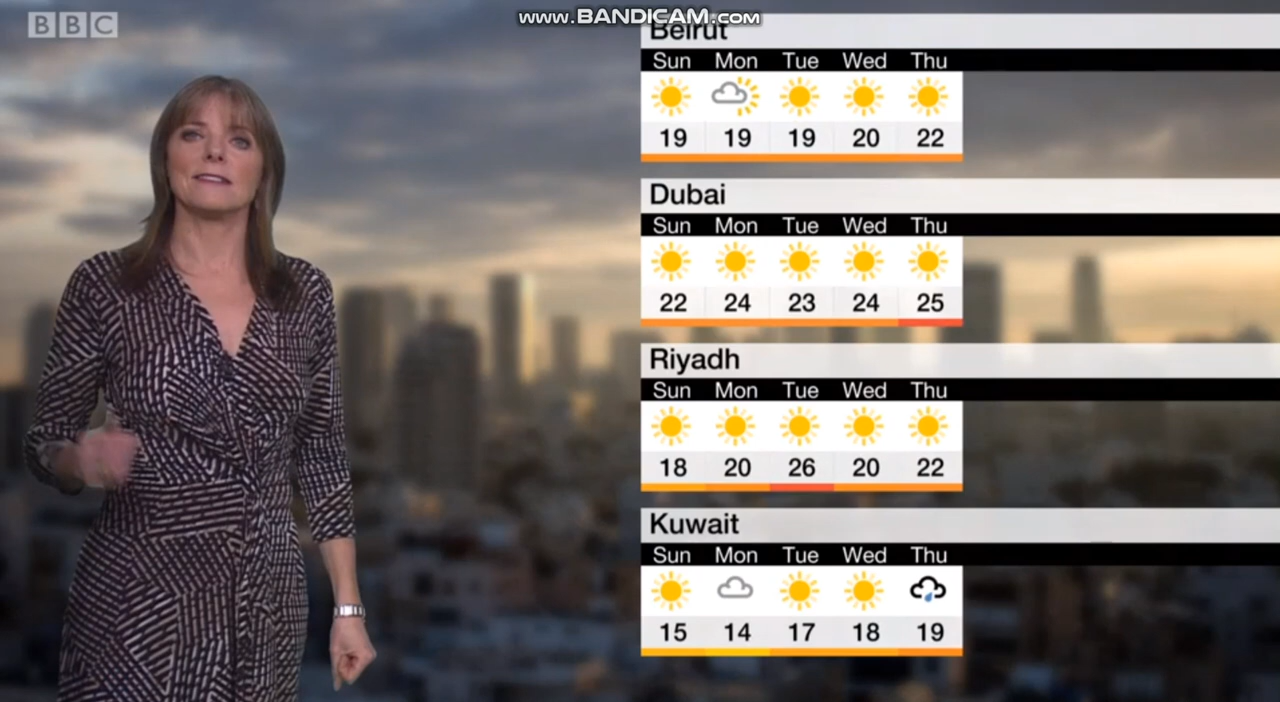 BBC
www.BANDICAM.com
Beirut
Sun Mon Tue Wed Thu
19 19 19 20 22
Dubai
Sun Mon Tue Wed Thu
22 24 23 24 25
Riyadh
Sun Mon Tue Wed Thu
18 20 26 20 22
Kuwait
Sun Mon Tue Wed Thu
15 14 17 18 19